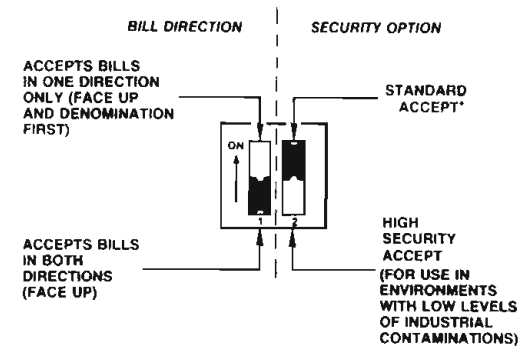 BILL DIRECTION
SECURITY OPTION
ACCEPTS BILLS
IN ONE DIRECTION
ONLY (FACE UP
AND DENOMINATION
FIRST)
STANDARD
ACCEPT*
ON
1
2
ACCEPTS BILLS
IN BOTH
DIRECTIONS
(FACE UP)
HIGH
SECURITY
ACCEPT
(FOR USE IN
ENVIRONMENTS
WITH LOW LEVELS
OF INDUSTRIAL
CONTAMINATIONS)